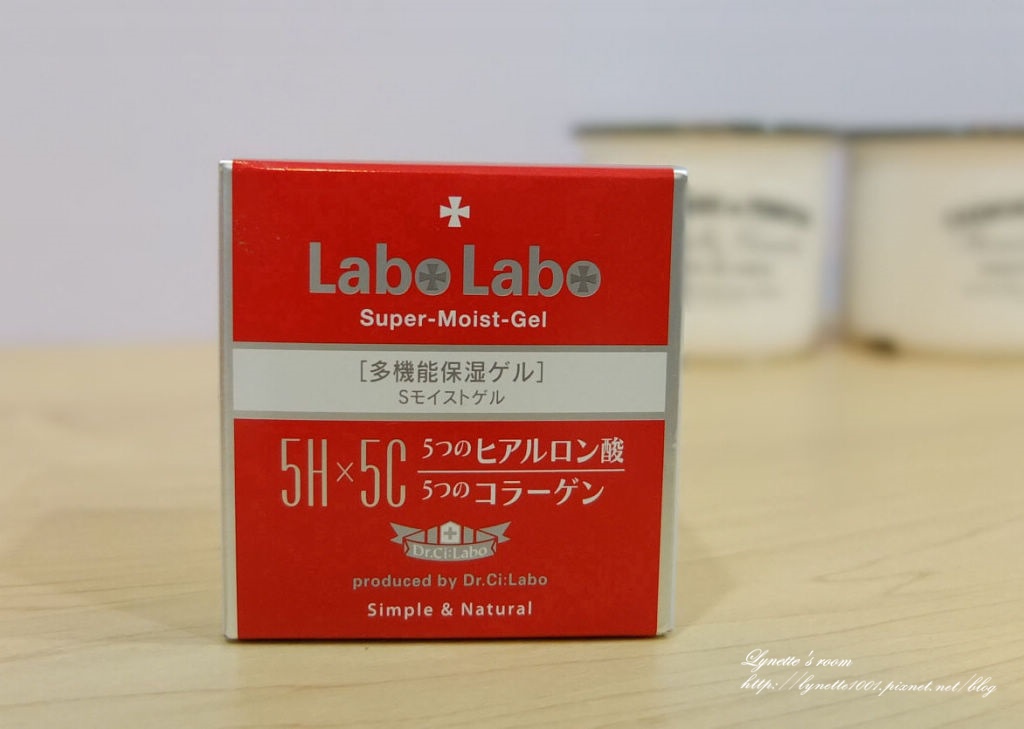 Labo Labo
Super-Moist-Gel
[多機能保湿ゲル]
Sモイストゲル
5H×5C
5つのヒアルロン酸
5つのコラーゲン
Dr.Ci:Labo
produced by Dr.Ci:Labo
Simple & Natural
Lynette's room
http://lynette1001.pixnet.net/blog